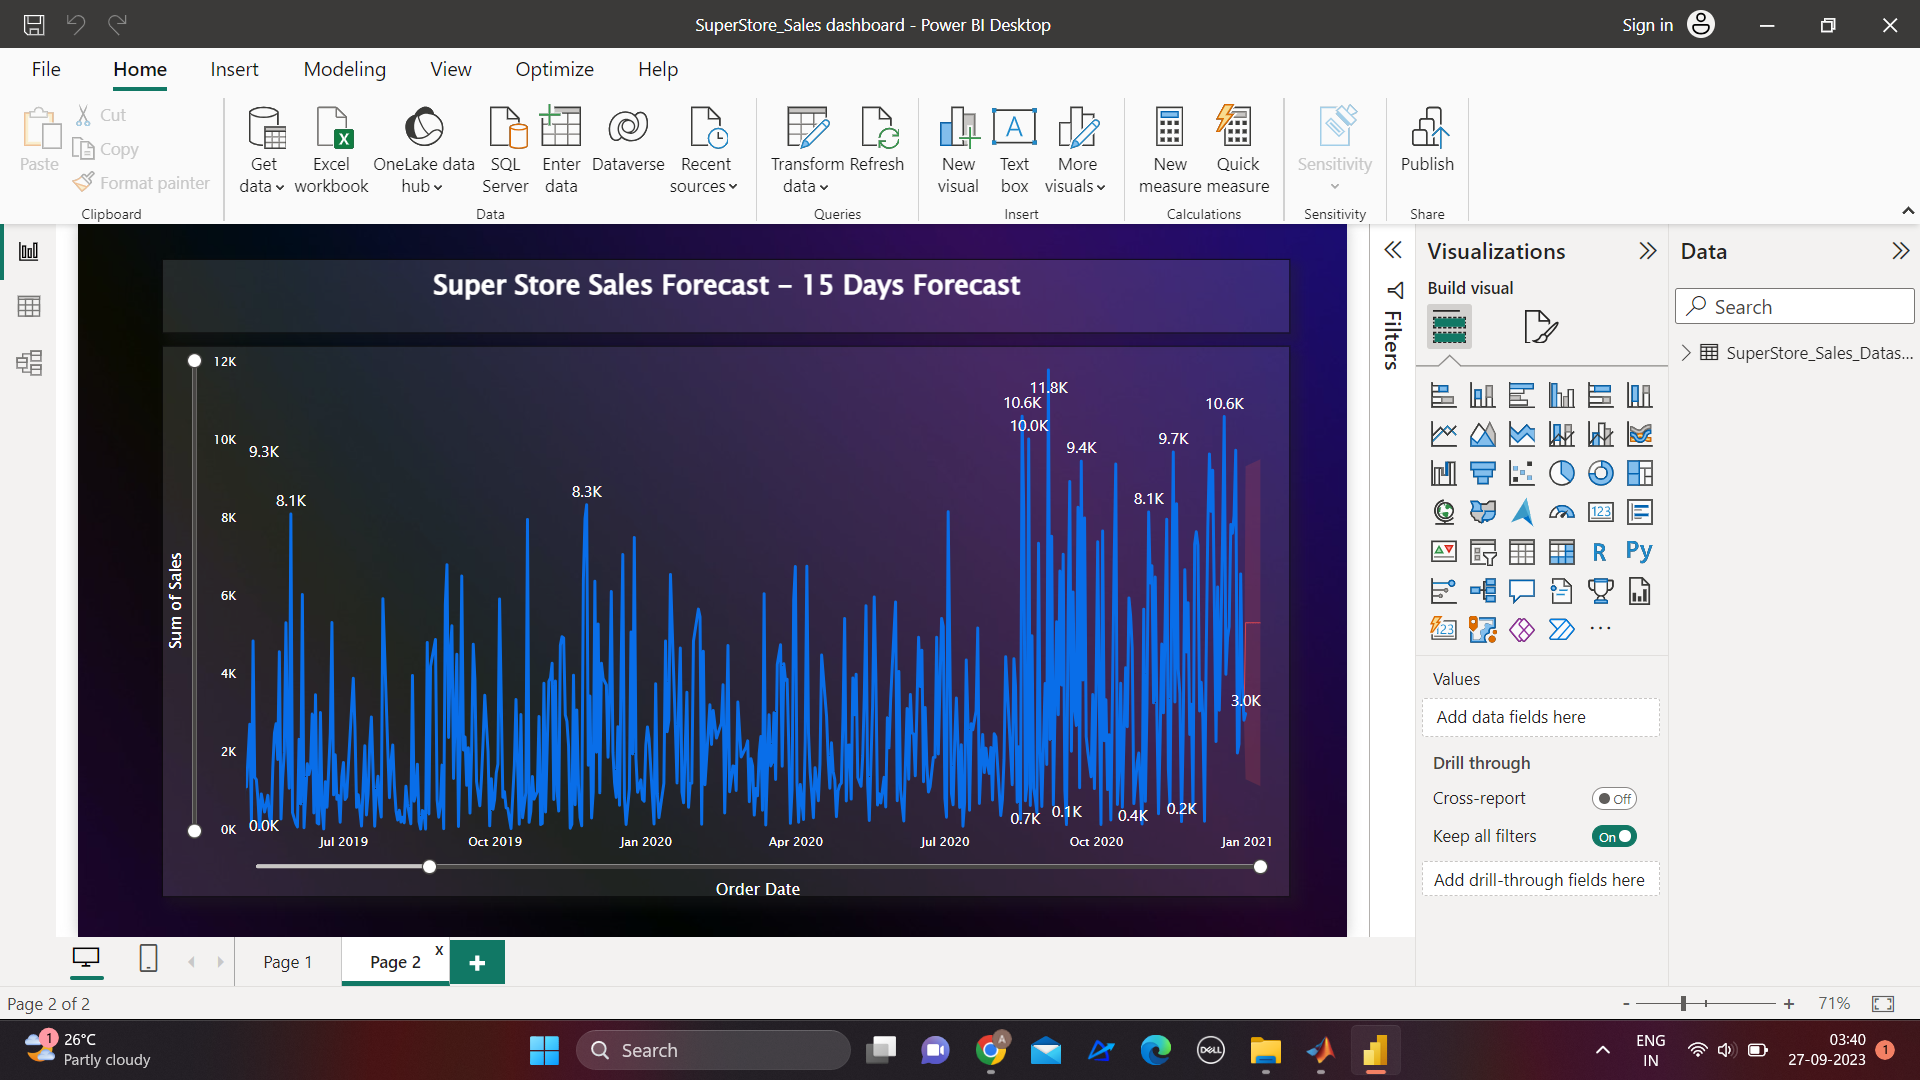 SuperStore_Sales dashboard - Power BI Desktop
Sign in
File Home Insert Modeling View Optimize Help
Paste
Cut
Copy
Format painter
Clipboard
Get data
Excel workbook
OneLake data hub
SQL Server
Enter data
Dataverse
Recent sources
Data
Transform data
Refresh
Queries
New visual
Text box
More visuals
Insert
New measure
Quick measure
Calculations
Sensitivity
Sensitivity
Publish
Share
Super Store Sales Forecast - 15 Days Forecast
Sum of Sales
12K
10K
8K
6K
4K
2K
0K
9.3K
8.1K
8.3K
10.6K
11.8K
10.0K
9.4K
8.1K
9.7K
10.6K
3.0K
0.0K
0.7K
0.1K
0.4K
0.2K
Jul 2019
Oct 2019
Jan 2020
Apr 2020
Jul 2020
Oct 2020
Jan 2021
Order Date
Filters
Visualizations
Build visual
123
R
Py
123
Values
Add data fields here
Drill through
Cross-report
Off
Keep all filters
On
Add drill-through fields here
Data
Search
SuperStore_Sales_Datas...
Page 1
Page 2
x
+
Page 2 of 2
- + 71%
1
26°C
Partly cloudy
Search
A
DELL
ENG
IN
03:40
27-09-2023
1